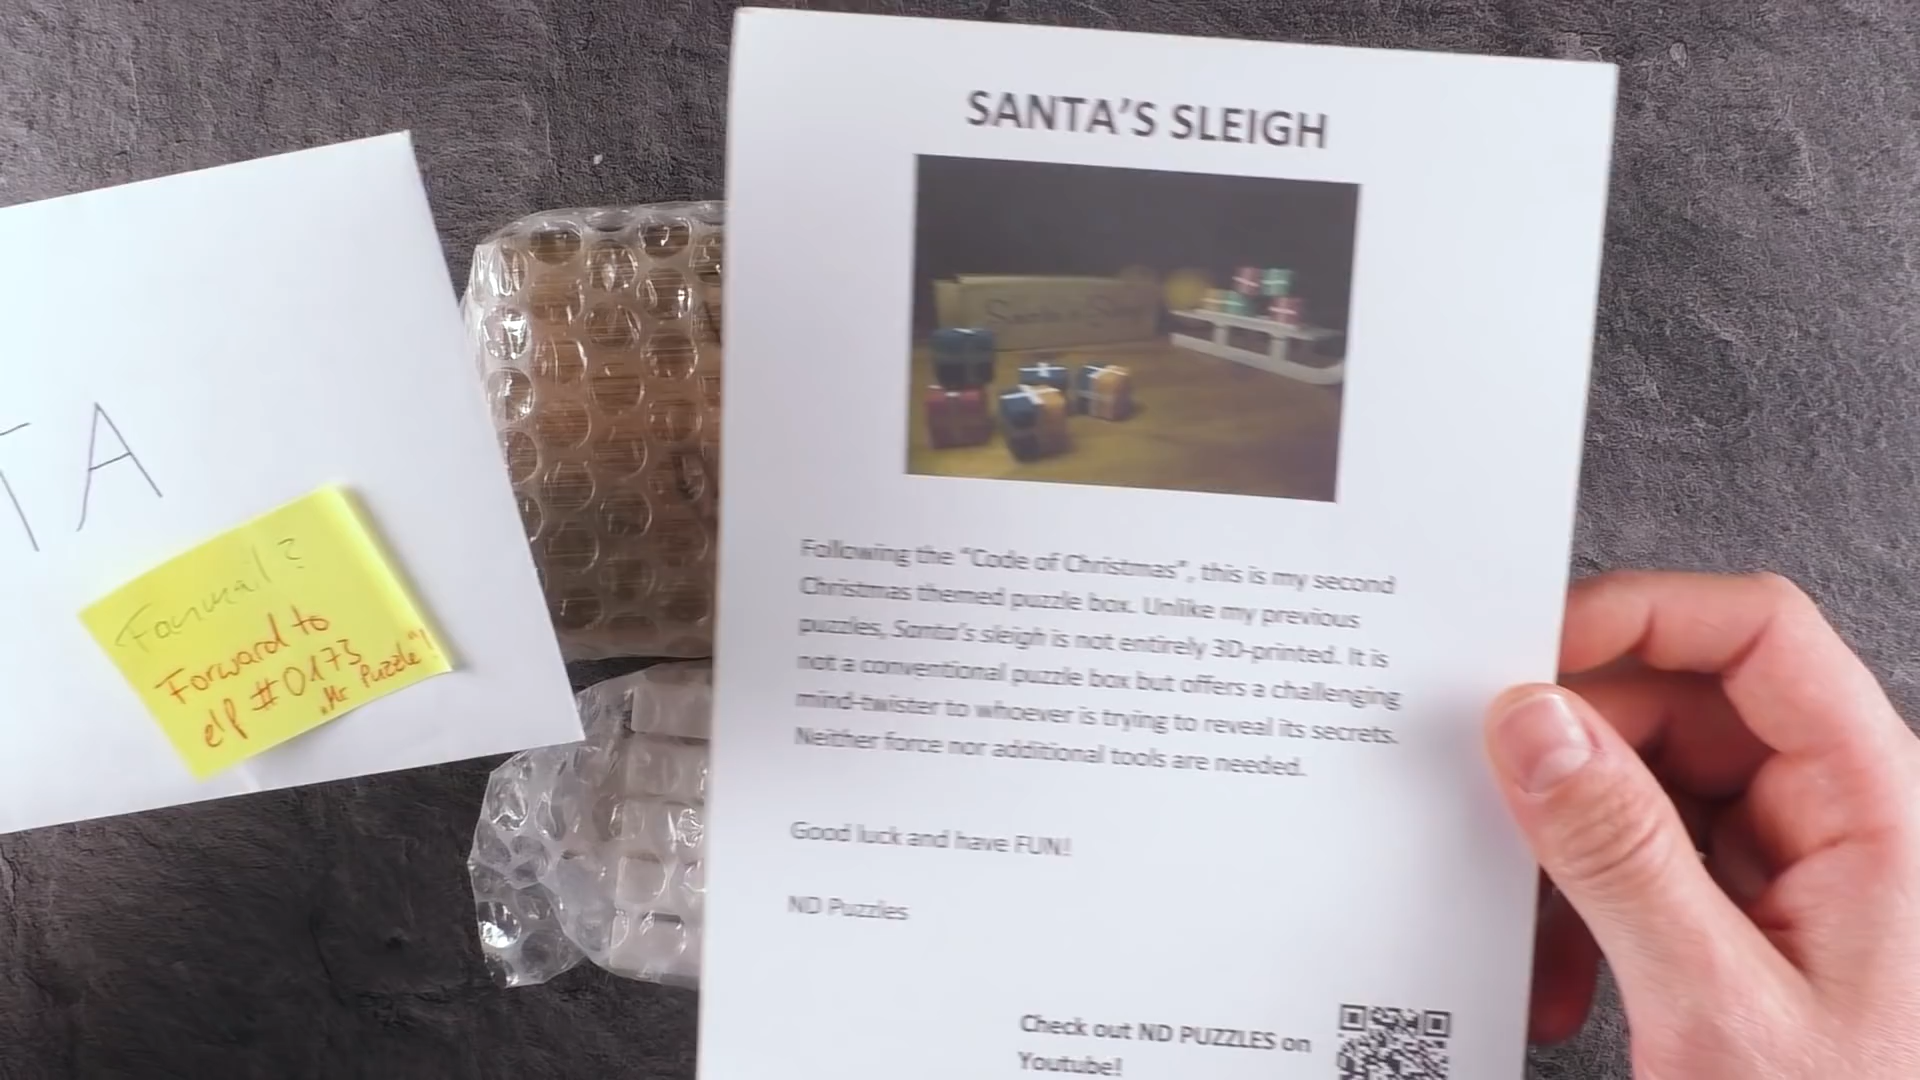 TA
Fanmail?
Forward to
elf #0173
"Mr Puzzle"!
SANTA'S SLEIGH
Santa's Sleigh
Following the "Code of Christmas", this is my second
Christmas themed puzzle box. Unlike my previous
puzzles, Santa's sleigh is not entirely 3D-printed. It is
not a conventional puzzle box but offers a challenging
mind-twister to whoever is trying to reveal its secrets.
Neither force nor additional tools are needed.
Good luck and have FUN!
ND Puzzles
Check out ND PUZZLES on
Youtube!